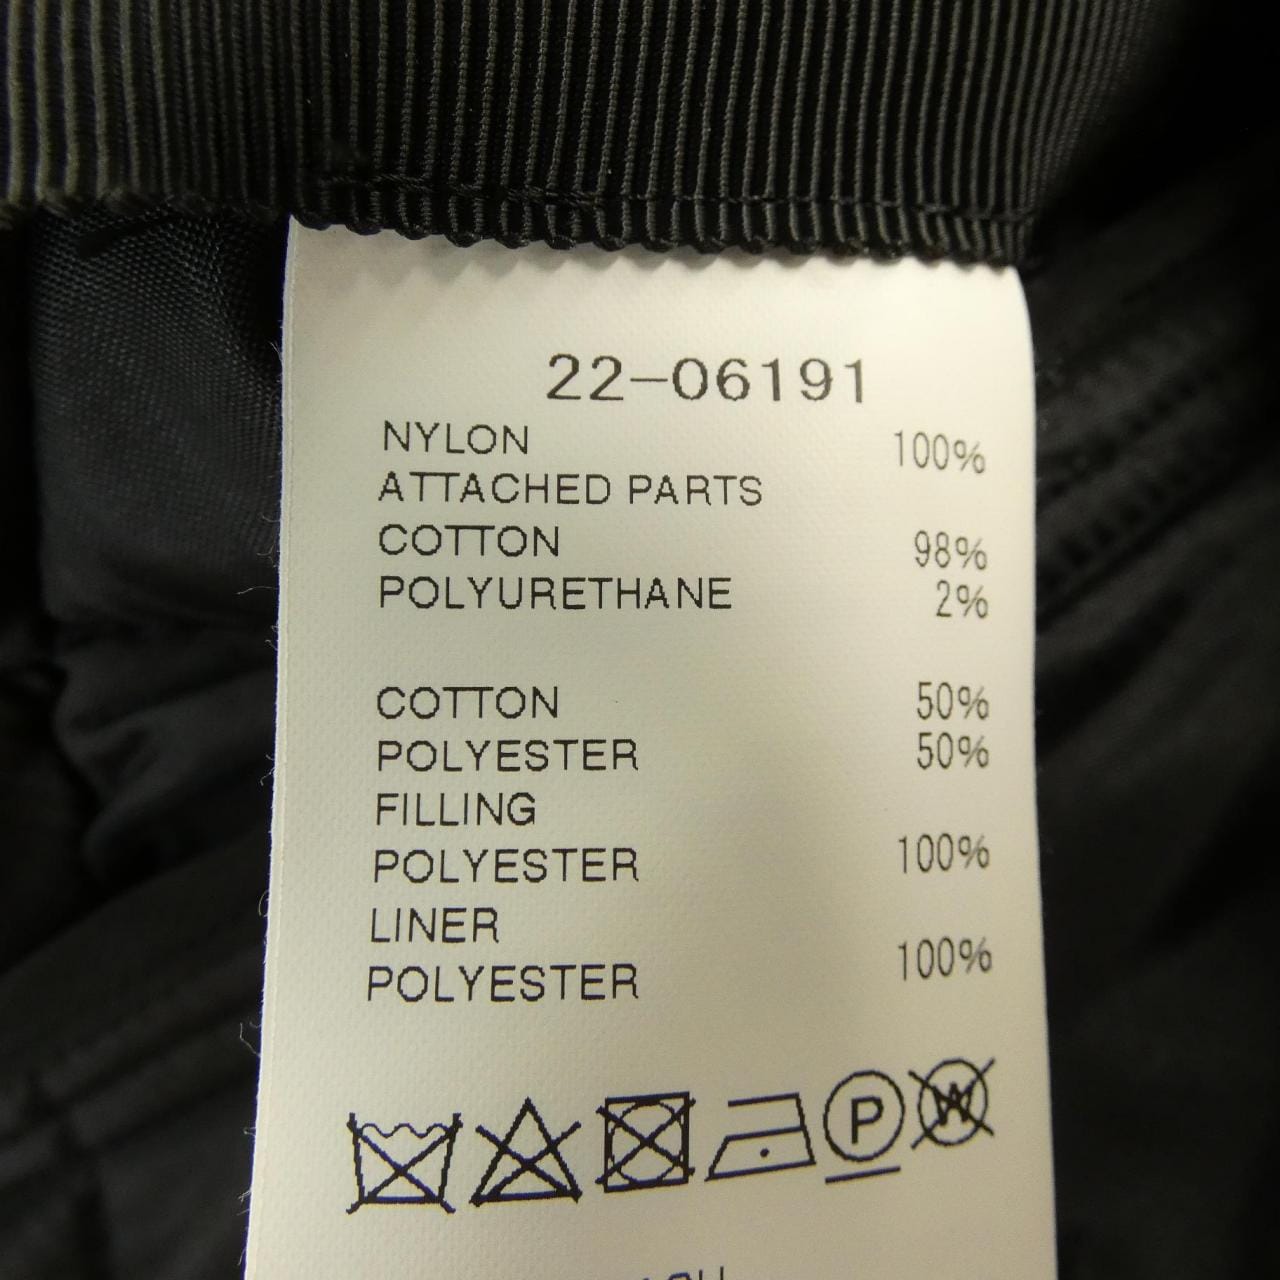 22-06191
NYLON 100%
ATTACHED PARTS
COTTON 98%
POLYURETHANE 2%
COTTON 50%
POLYESTER 50%
FILLING
POLYESTER 100%
LINER
POLYESTER 100%
P W